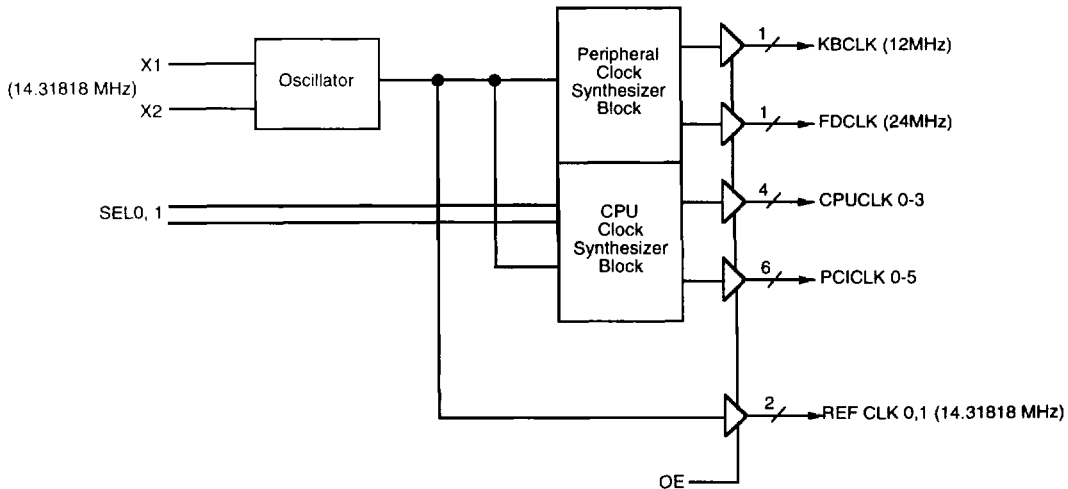 X1
(14.31818 MHz)
X2
Oscillator
SEL0, 1
Peripheral
Clock
Synthesizer
Block
CPU
Clock
Synthesizer
Block
1
KBCLK (12MHz)
1
FDCLK (24MHz)
4
CPUCLK 0-3
6
PCICLK 0-5
2
REF CLK 0,1 (14.31818 MHz)
OE